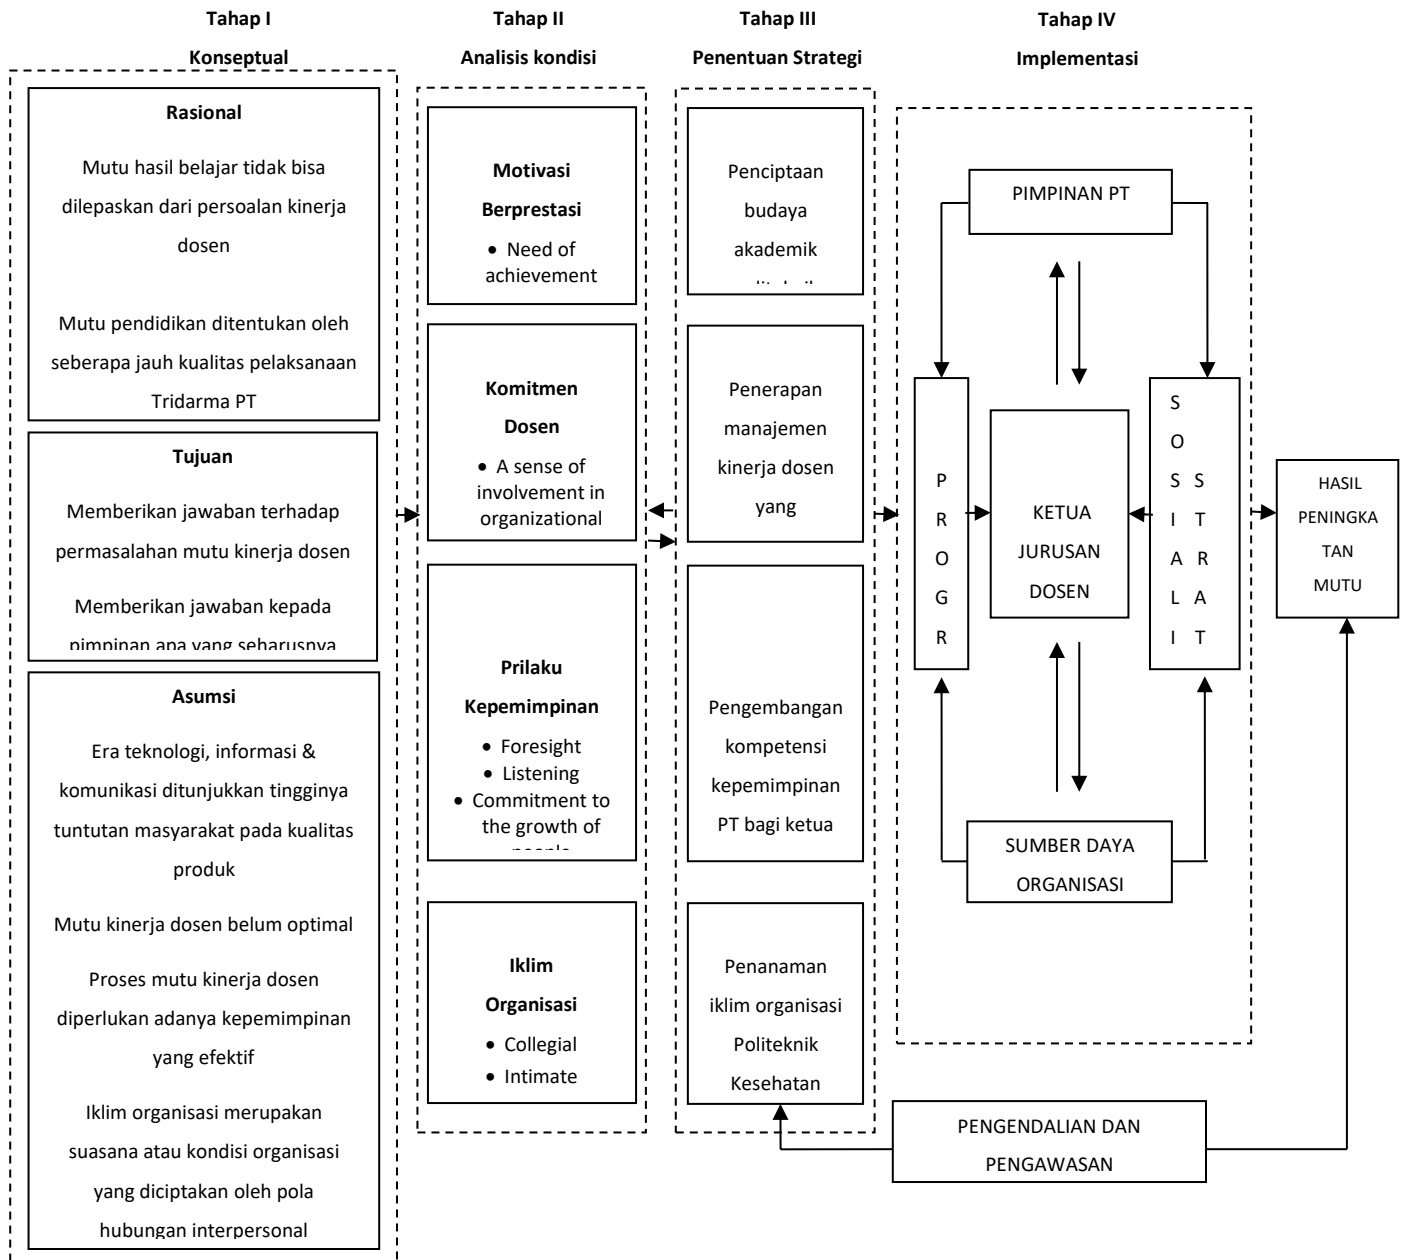 Tahap I
Konseptual
Tahap II
Analisis kondisi
Tahap III
Penentuan Strategi
Tahap IV
Implementasi
Rasional
Mutu hasil belajar tidak bisa
dilepaskan dari persoalan kinerja
dosen
Mutu pendidikan ditentukan oleh
seberapa jauh kualitas pelaksanaan
Tridarma PT
Tujuan
Memberikan jawaban terhadap
permasalahan mutu kinerja dosen
Memberikan jawaban kepada
pimpinan apa yang seharusnya
Asumsi
Era teknologi, informasi &
komunikasi ditunjukkan tingginya
tuntutan masyarakat pada kualitas
produk
Mutu kinerja dosen belum optimal
Proses mutu kinerja dosen
diperlukan adanya kepemimpinan
yang efektif
Iklim organisasi merupakan
suasana atau kondisi organisasi
yang diciptakan oleh pola
hubungan interpersonal
Motivasi
Berprestasi
• Need of
achievement
Komitmen
Dosen
• A sense of
involvement in
organizational
Prilaku
Kepemimpinan
• Foresight
• Listening
• Commitment to
the growth of
Iklim
Organisasi
• Collegial
• Intimate
Penciptaan
budaya
akademik
Penerapan
manajemen
kinerja dosen
yang
Pengembangan
kompetensi
kepemimpinan
PT bagi ketua
Penanaman
iklim organisasi
Politeknik
Kesehatan
PIMPINAN PT
P
R
O
G
R
KETUA
JURUSAN
DOSEN
S
O
S S
I T
A R
L A
I T
SUMBER DAYA
ORGANISASI
HASIL
PENINGKA
TAN
MUTU
PENGENDALIAN DAN
PENGAWASAN